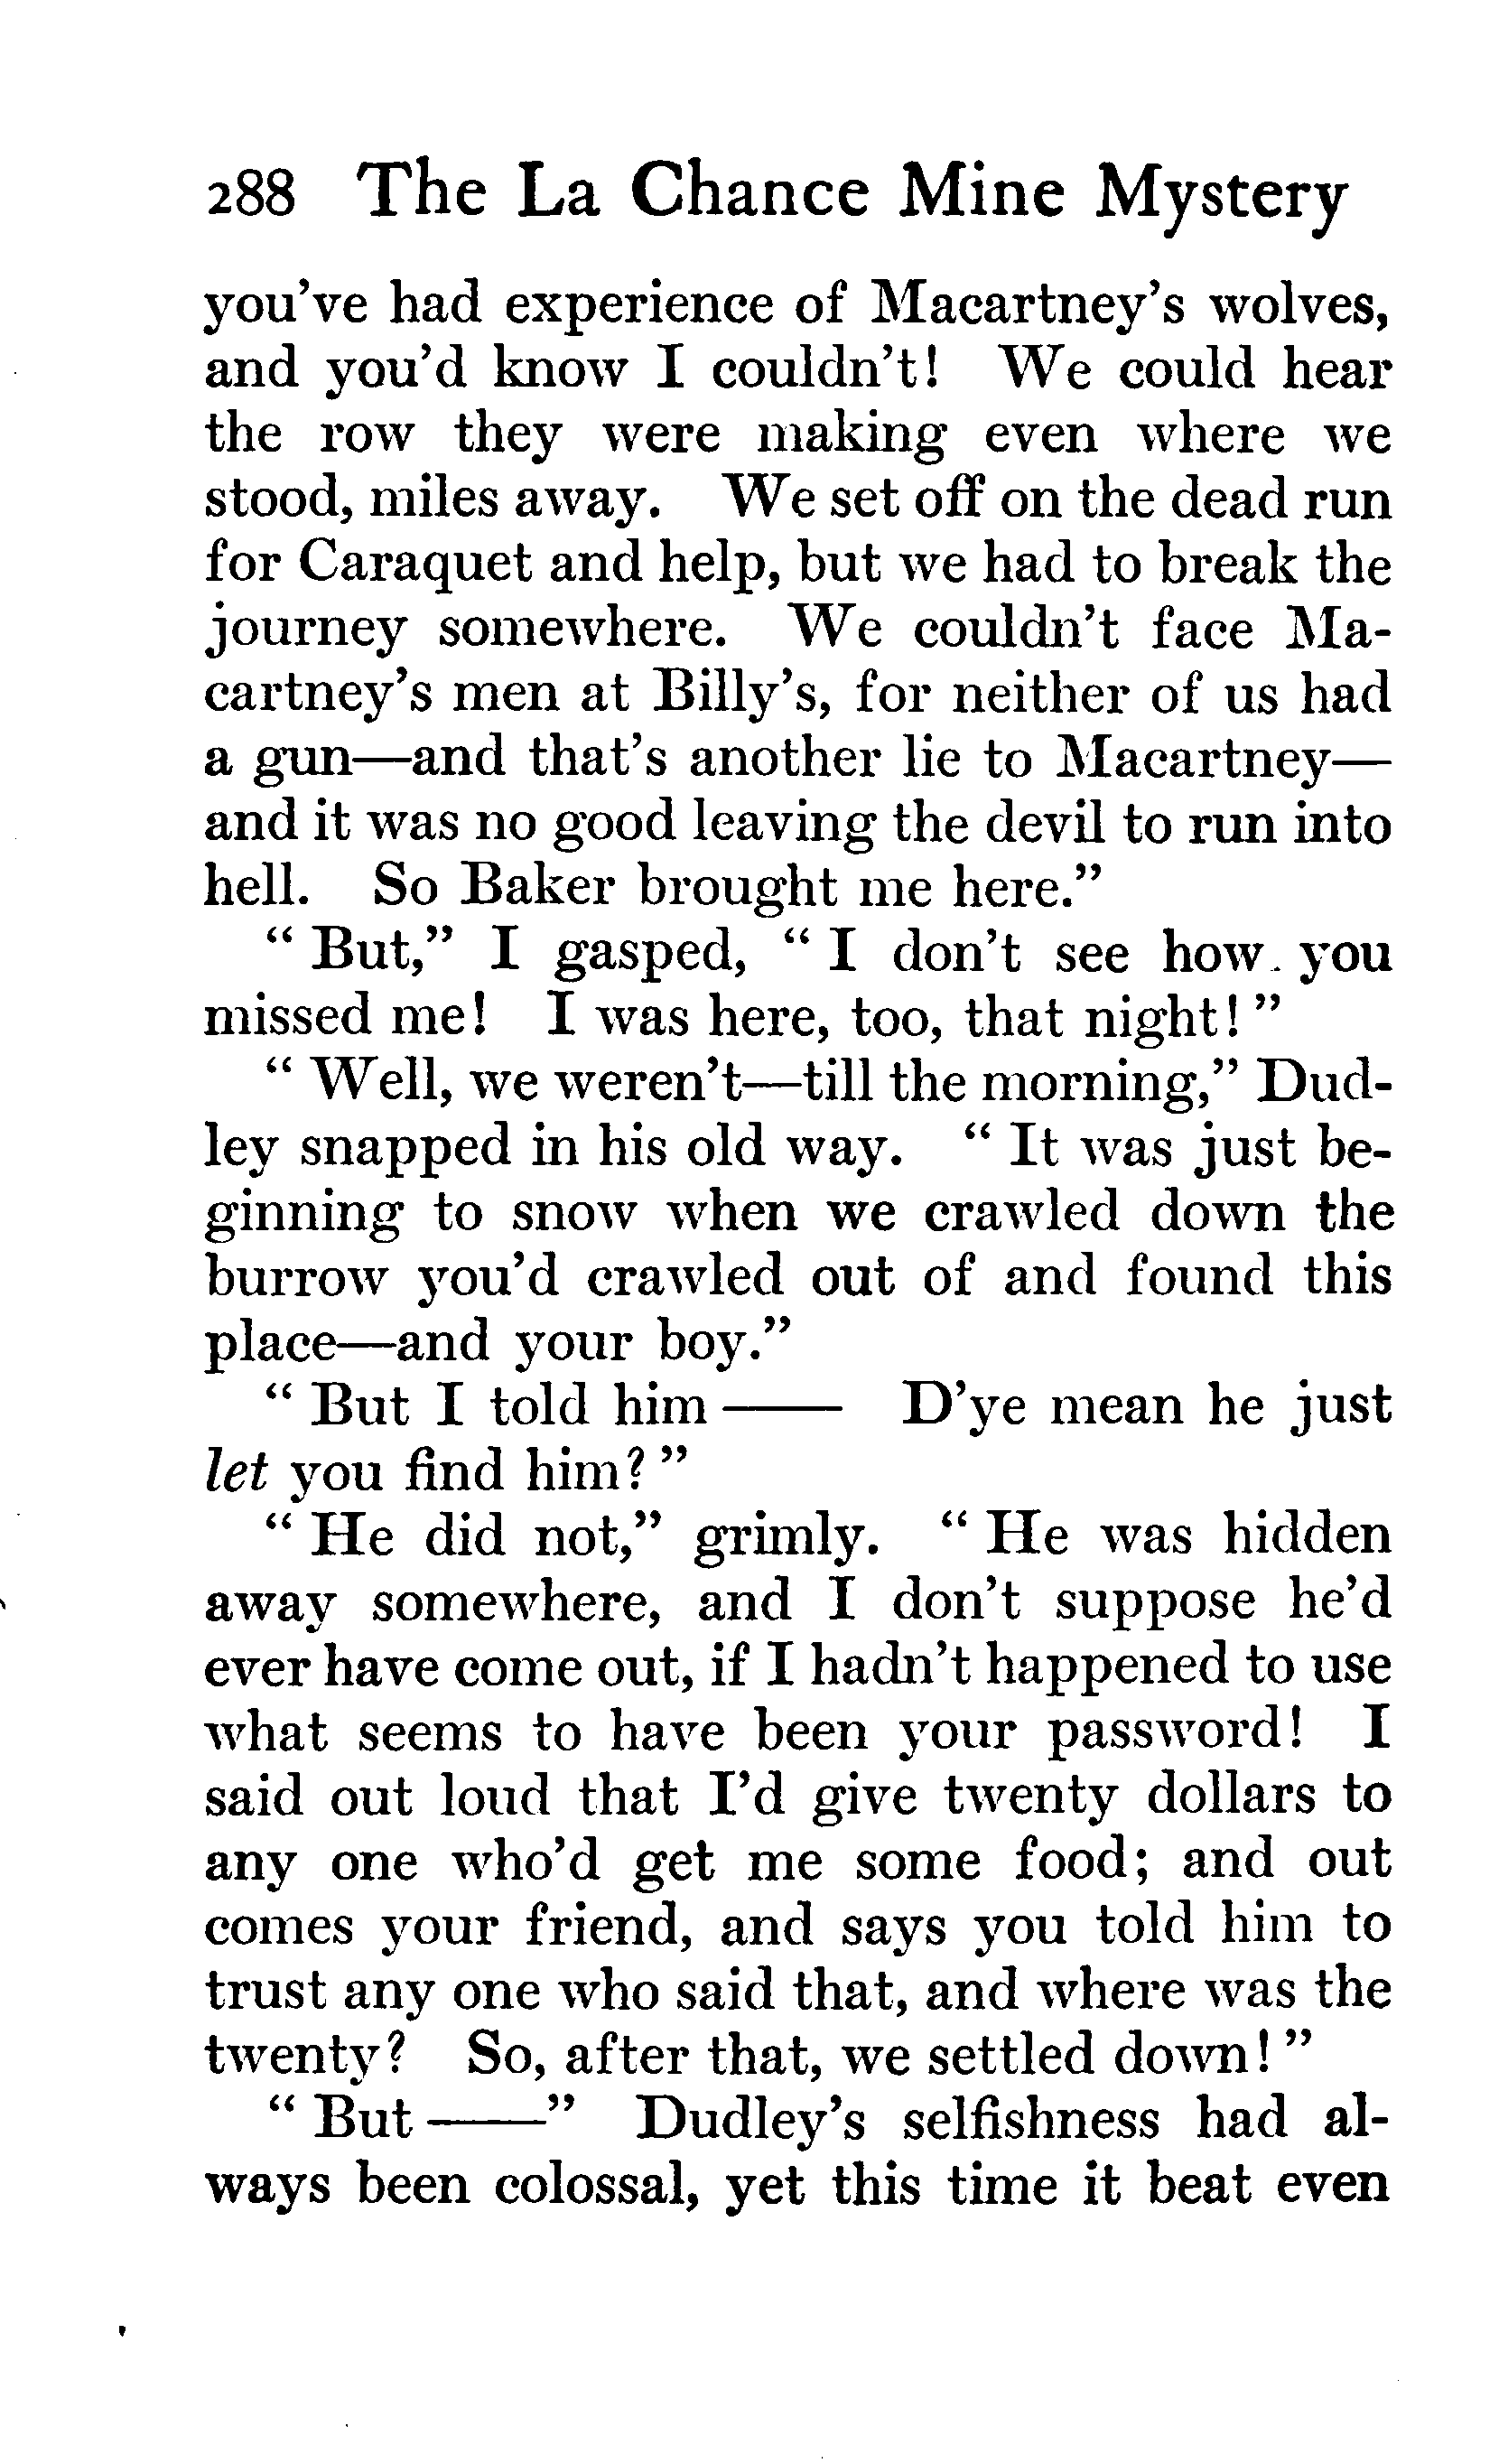 288 The La Chance Mine Mystery
you've had experience of Macartney's wolves,
and you'd know I couldn't! We could hear
the row they were making even where we
stood, miles away. We set off on the dead run
for Caraquet and help, but we had to break the
journey somewhere. We couldn't face Ma-
cartney's men at Billy's, for neither of us had
a gun—and that's another lie to Macartney—
and it was no good leaving the devil to run into
hell. So Baker brought me here."
"But," I gasped, "I don't see how you
missed me! I was here, too, that night!"
"Well, we weren't—till the morning," Dud-
ley snapped in his old way. "It was just be-
ginning to snow when we crawled down the
burrow you'd crawled out of and found this
place—and your boy."
"But I told him —— D'ye mean he just
let you find him?"
"He did not," grimly. "He was hidden
away somewhere, and I don't suppose he'd
ever have come out, if I hadn't happened to use
what seems to have been your password! I
said out loud that I'd give twenty dollars to
any one who'd get me some food; and out
comes your friend, and says you told him to
trust any one who said that, and where was the
twenty? So, after that, we settled down!"
"But ——" Dudley's selfishness had al-
ways been colossal, yet this time it beat even